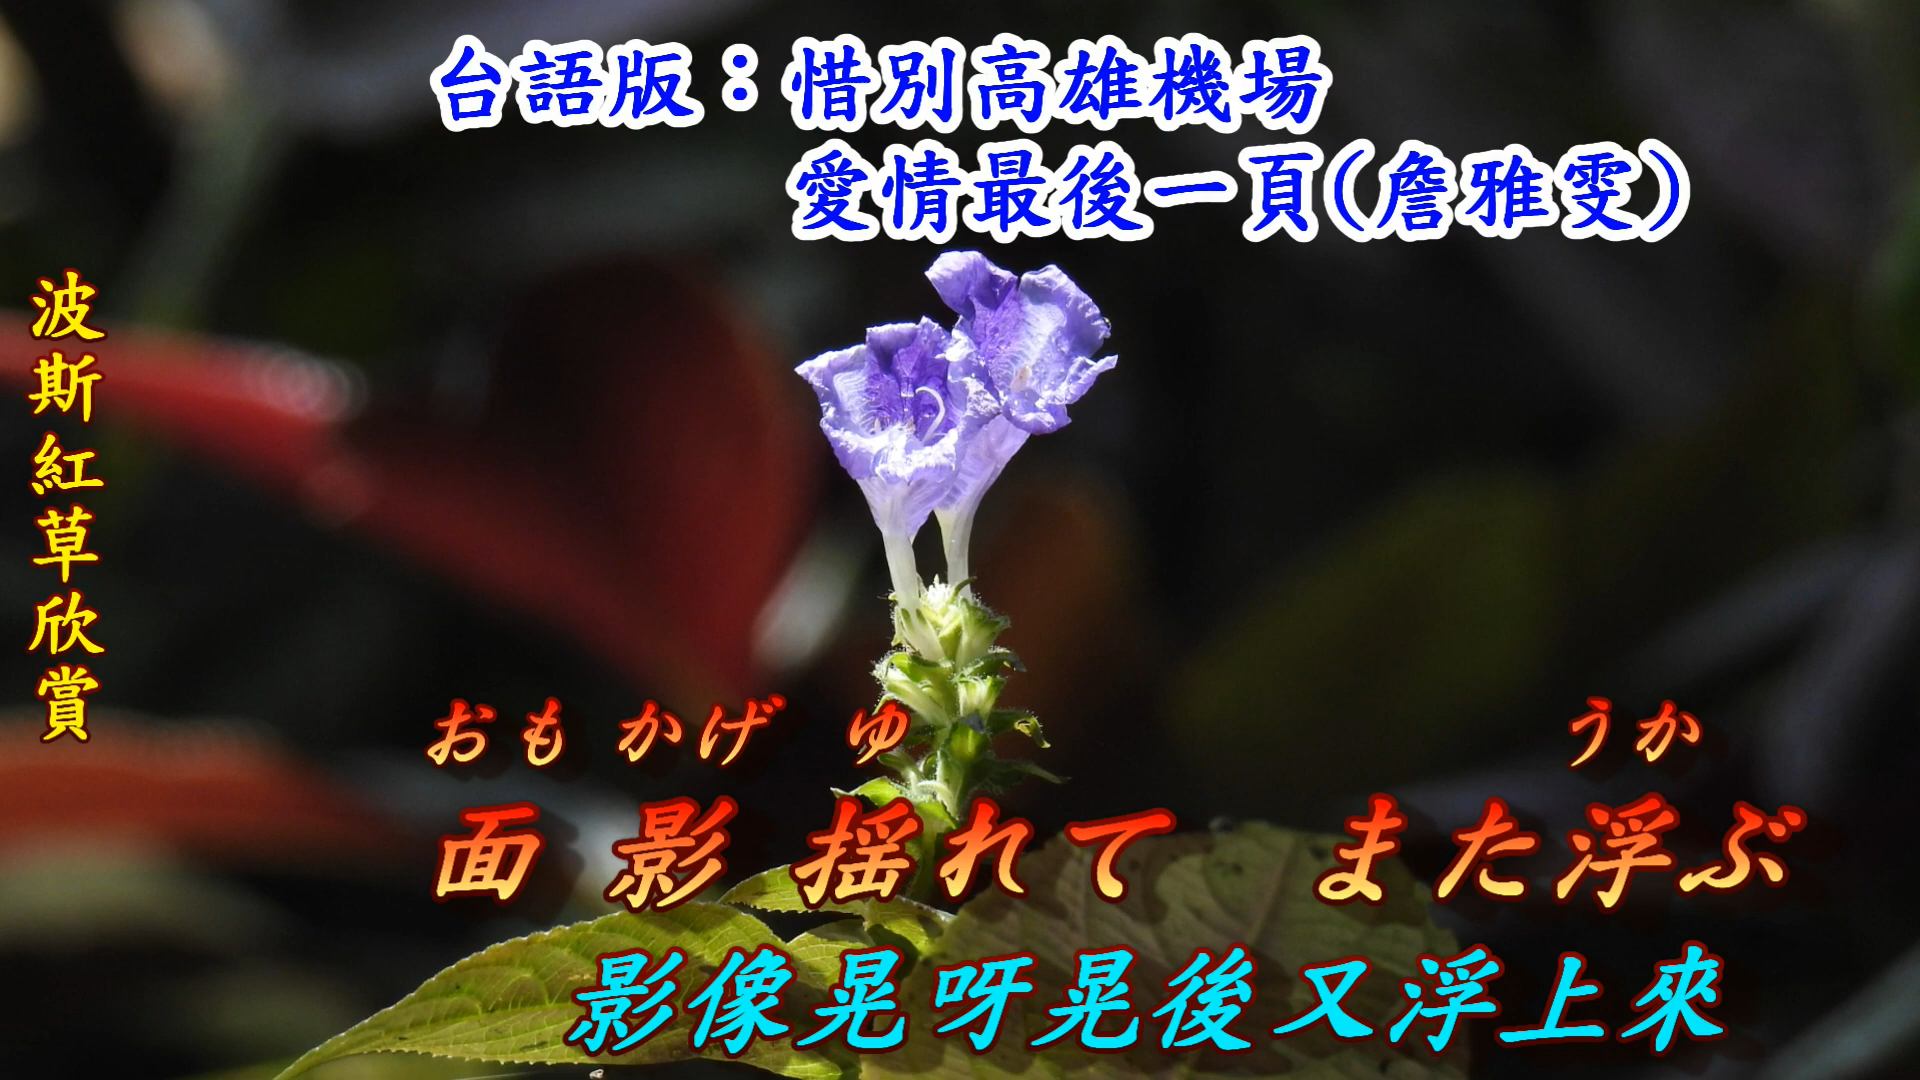 台語版：惜別高雄機場
愛情最後一頁(詹雅雯)
波斯紅草欣賞
おもかげ ゆ うか
面影揺れて また浮ぶ
影像晃呀晃後又浮上來